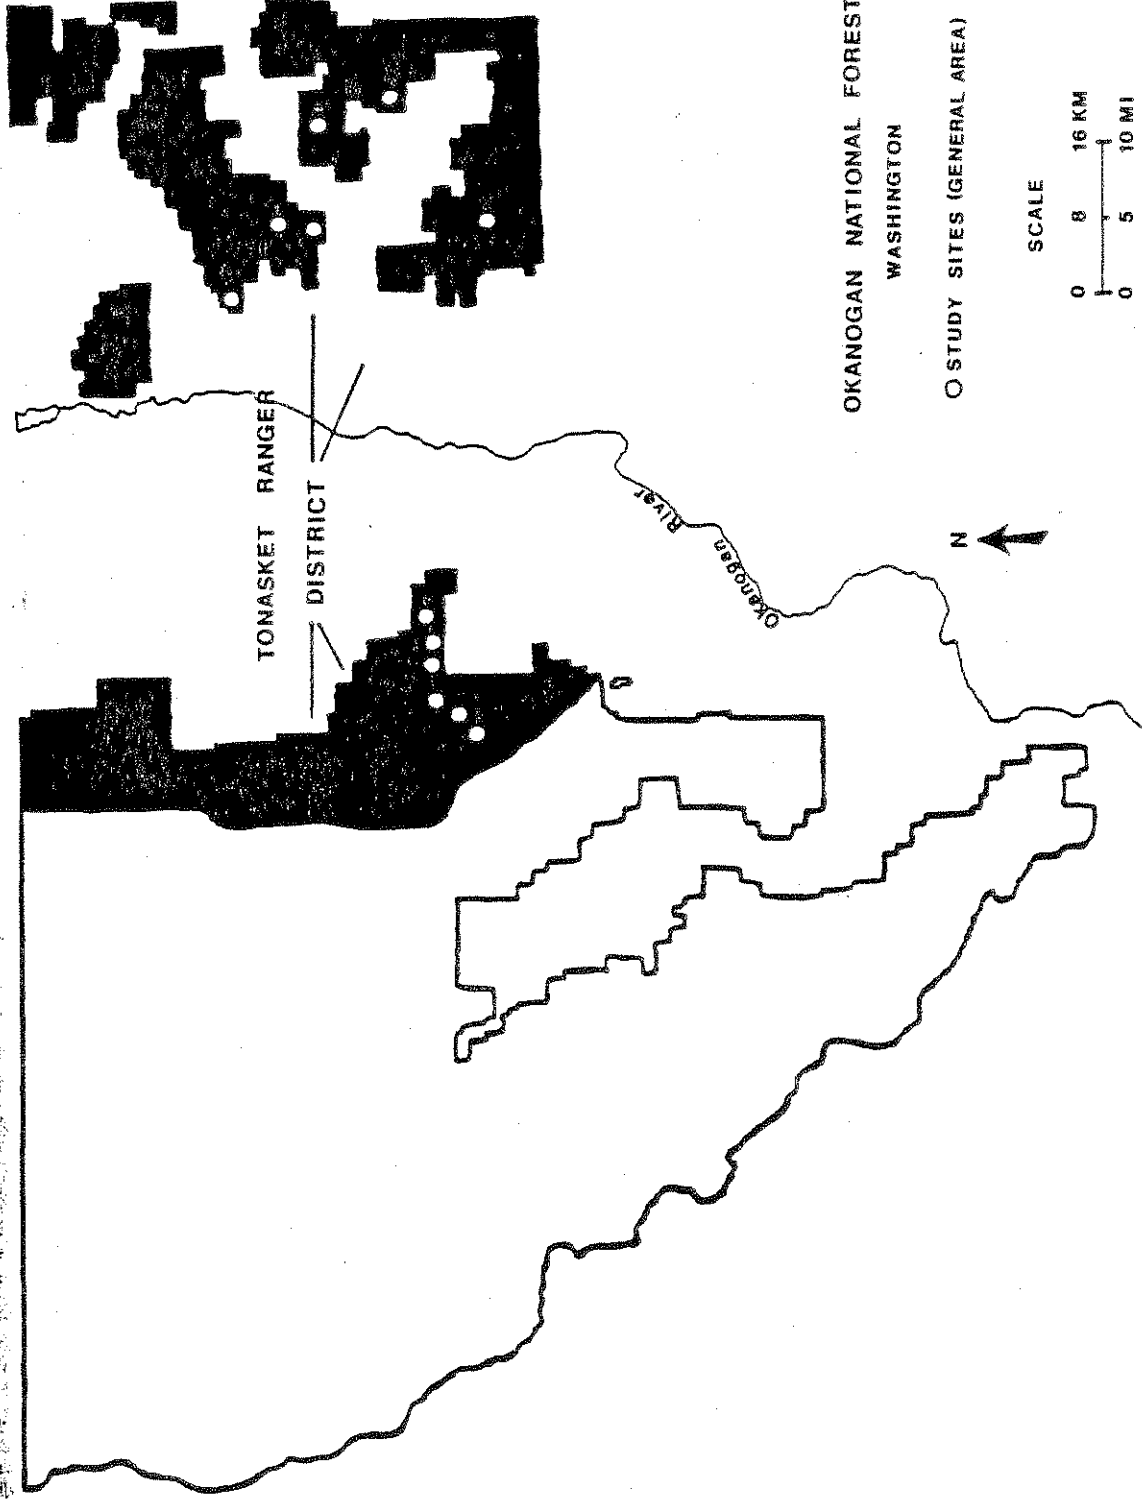 TONASKET RANGER
DISTRICT
Okanogan River
N
OKANOGAN NATIONAL FOREST
WASHINGTON
O STUDY SITES (GENERAL AREA)
SCALE
0 8 16 KM
0 5 10 MI